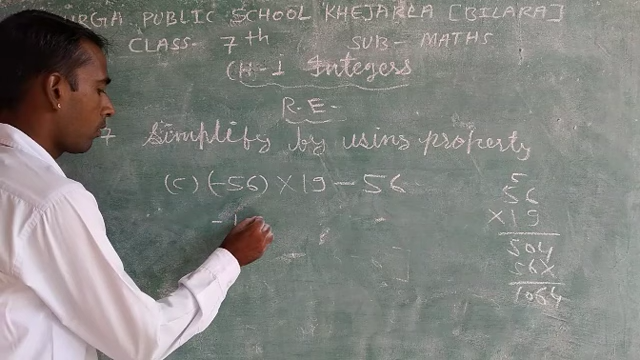 URGA PUBLIC SCHOOL KHEJARLA [BILARA]
CLASS- 7th SUB- MATHS
CH-1 Integers
R.E-
7 Simplify by using property
(C) (-56) X 19 - 56
-1
5
56
X19
504
56X
1064